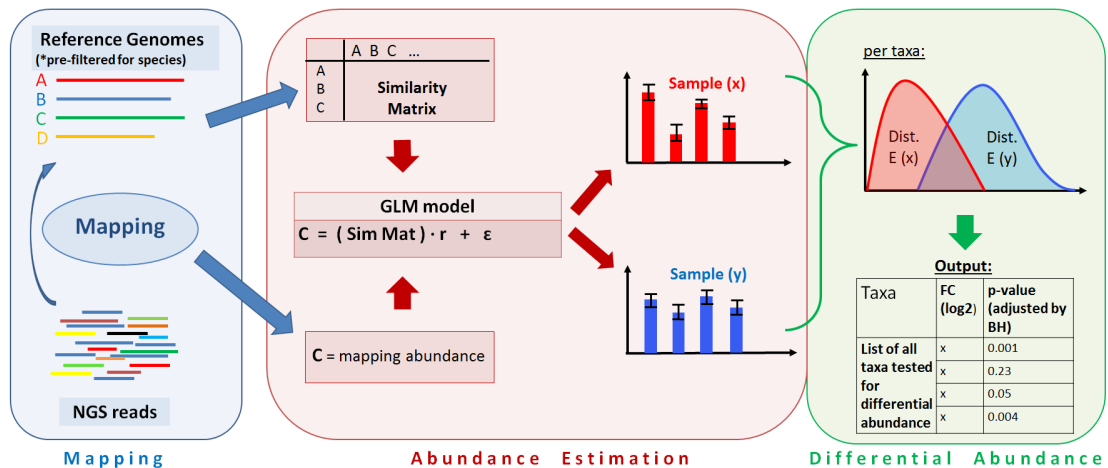 Reference Genomes
(*pre-filtered for species)
A
B
C
D
Mapping
NGS reads
Mapping
A B C ...
A
B
C
Similarity
Matrix
GLM model
C = ( Sim Mat ) · r + ε
C = mapping abundance
Sample (x)
Sample (y)
Abundance Estimation
per taxa:
Dist.
E (x)
Dist.
E (y)
Output:
Taxa FC (log2) p-value (adjusted by BH)
List of all
taxa tested
for
differential
abundance
x 0.001
x 0.23
x 0.05
x 0.004
Differential Abundance